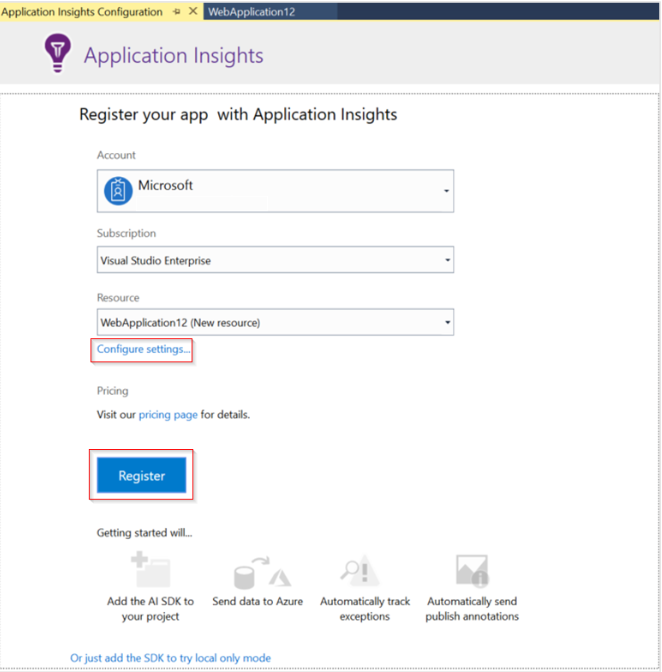 Application Insights Configuration
WebApplication12
Application Insights
Register your app with Application Insights
Account
Microsoft
Subscription
Visual Studio Enterprise
Resource
WebApplication12 (New resource)
Configure settings...
Pricing
Visit our pricing page for details.
Register
Getting started will...
Add the AI SDK to
your project
Send data to Azure
Automatically track
exceptions
Automatically send
publish annotations
Or just add the SDK to try local only mode